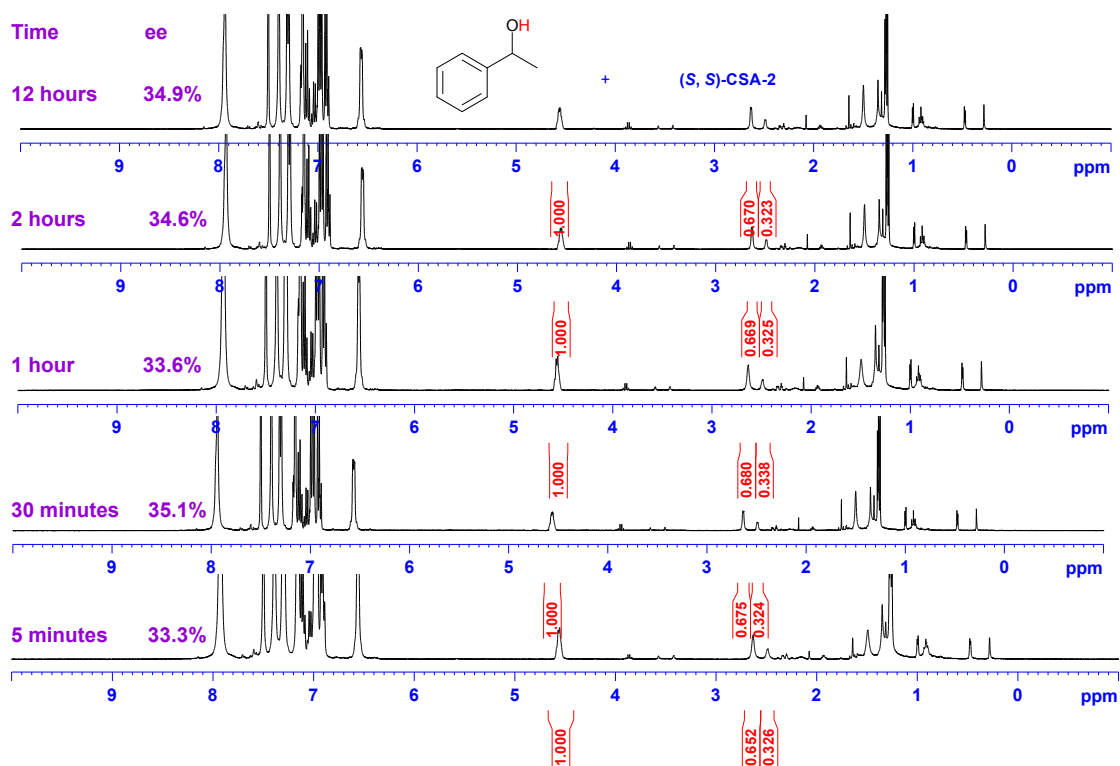 Time ee
OH
12 hours 34.9%
+ (S, S)-CSA-2
9 8 7 6 5 4 3 2 1 0 ppm
2 hours 34.6%
1.000 0.670 0.323
9 8 7 6 5 4 3 2 1 0 ppm
1 hour 33.6%
1.000 0.669 0.325
9 8 7 6 5 4 3 2 1 0 ppm
30 minutes 35.1%
1.000 0.680 0.338
9 8 7 6 5 4 3 2 1 0 ppm
5 minutes 33.3%
1.000 0.675 0.324
9 8 7 6 5 4 3 2 1 0 ppm
1.000 0.652 0.326